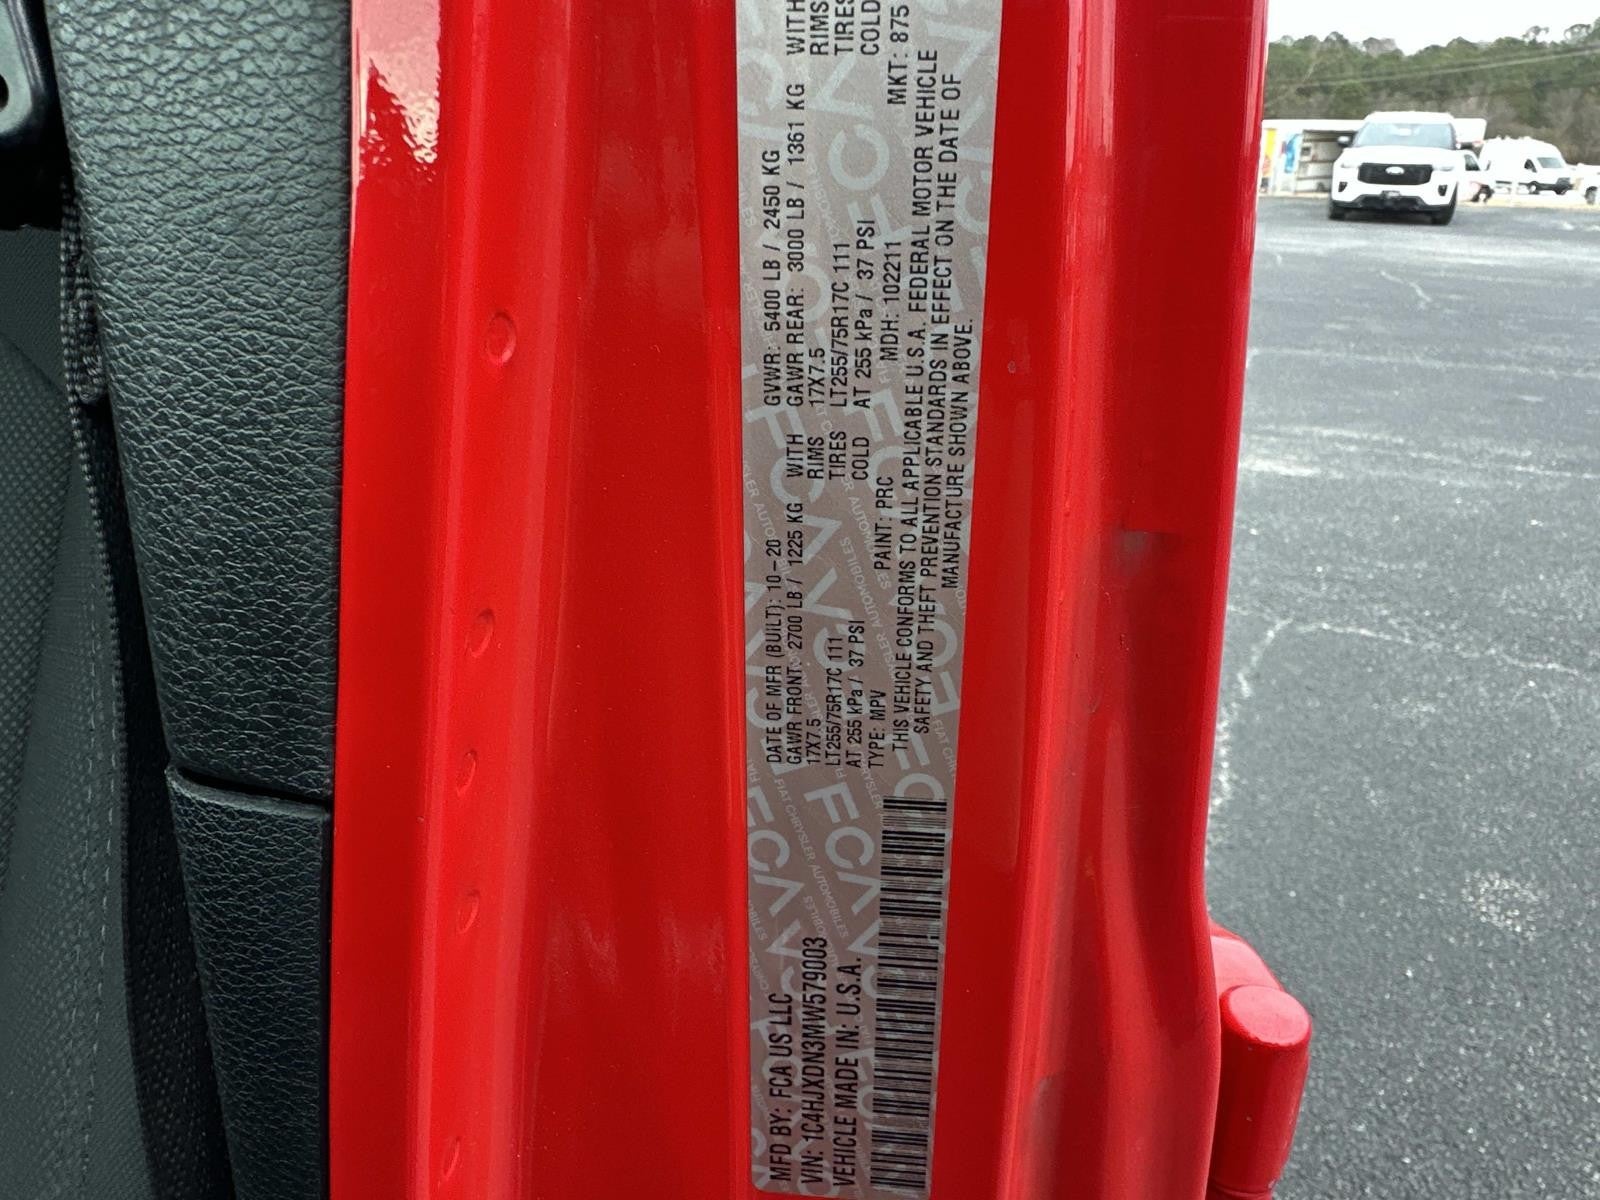 MFD BY: FCA US LLC
DATE OF MFR (BUILT): 10-20
GVWR: 5400 LB / 2450 KG
VIN: 1C4HJXDN3MW579003
GAWR FRONT: 2700 LB / 1225 KG WITH
GAWR REAR: 3000 LB / 1361 KG WITH
VEHICLE MADE IN: U.S.A.
17X7.5 RIMS
17X7.5 RIMS
LT255/75R17C 111 TIRES
LT255/75R17C 111 TIRES
AT 255 kPa / 37 PSI COLD
AT 255 kPa / 37 PSI COLD
TYPE: MPV PAINT: PRC MDH: 102211 MKT: 875
THIS VEHICLE CONFORMS TO ALL APPLICABLE U.S.A. FEDERAL MOTOR VEHICLE
SAFETY AND THEFT PREVENTION STANDARDS IN EFFECT ON THE DATE OF
MANUFACTURE SHOWN ABOVE.